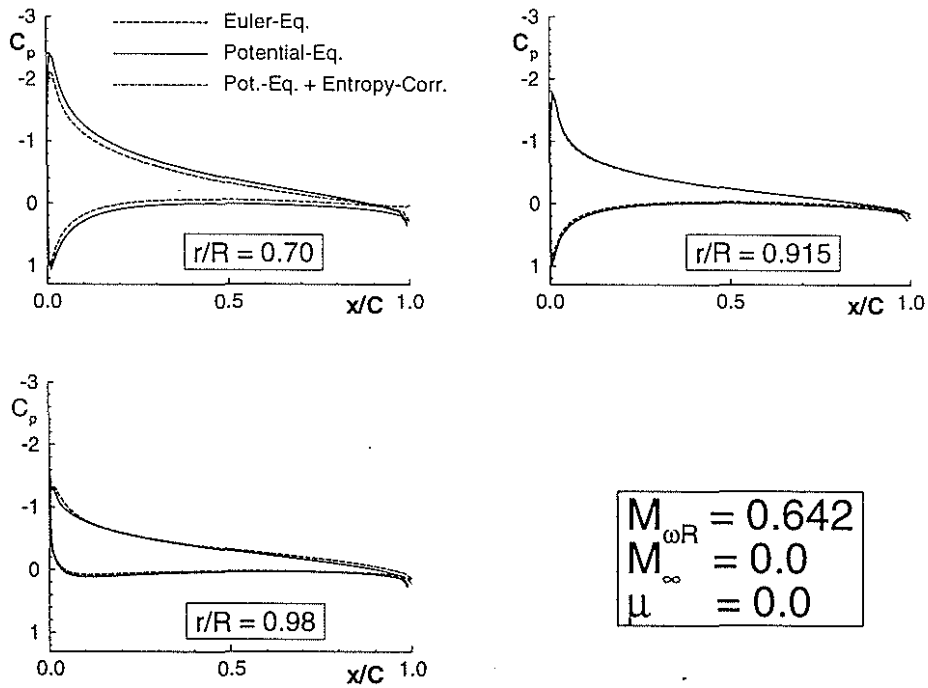 -3
C_p
-2
-1
0
1
Euler-Eq.
Potential-Eq.
Pot.-Eq. + Entropy-Corr.
r/R = 0.70
0.0
0.5
x/C
1.0
-3
C_p
-2
-1
0
1
r/R = 0.915
0.0
0.5
x/C
1.0
-3
C_p
-2
-1
0
1
r/R = 0.98
0.0
0.5
x/C
1.0
M_ωR = 0.642
M_∞ = 0.0
μ = 0.0